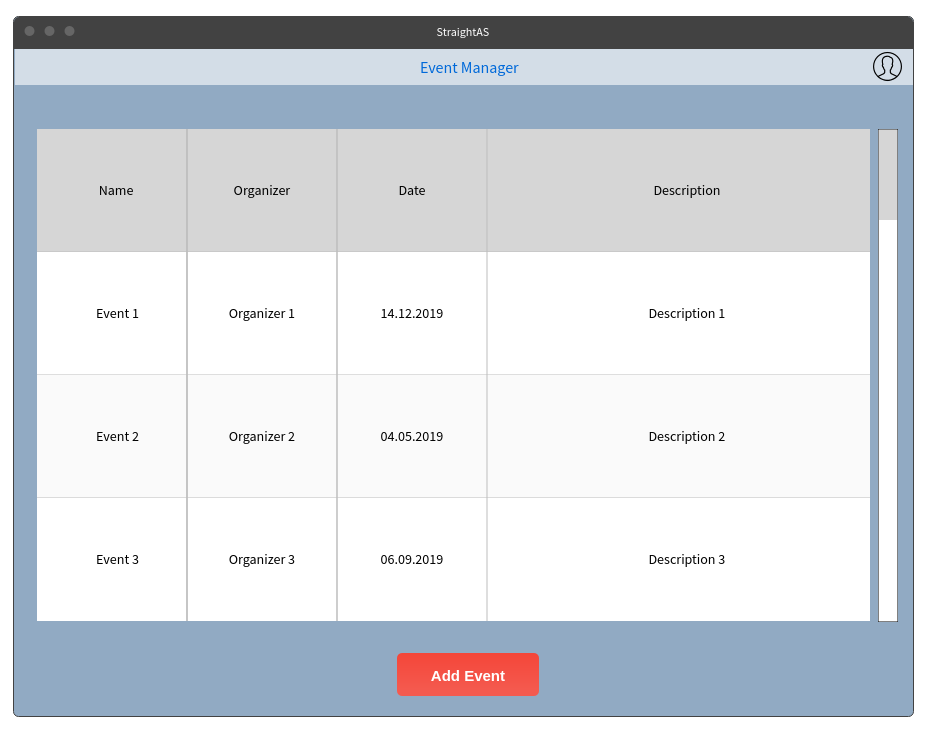 StraightAS
Event Manager
Name Organizer Date Description
Event 1 Organizer 1 14.12.2019 Description 1
Event 2 Organizer 2 04.05.2019 Description 2
Event 3 Organizer 3 06.09.2019 Description 3
Add Event